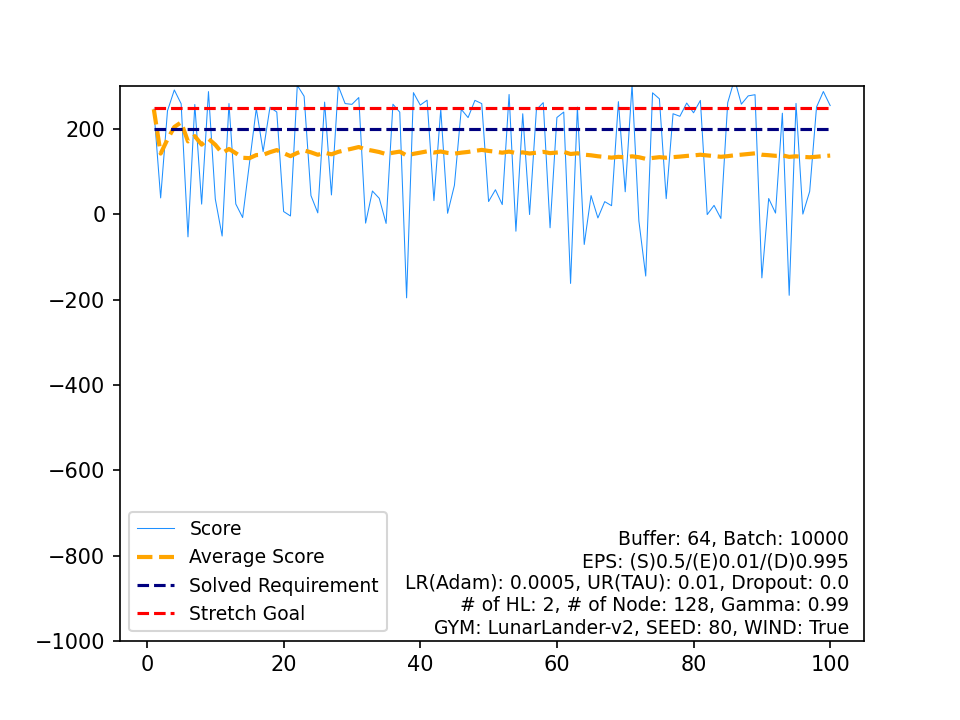 200
0
−200
−400
−600
−800
−1000
0
20
40
60
80
100
Score
Average Score
Solved Requirement
Stretch Goal
Buffer: 64, Batch: 10000
EPS: (S)0.5/(E)0.01/(D)0.995
LR(Adam): 0.0005, UR(TAU): 0.01, Dropout: 0.0
# of HL: 2, # of Node: 128, Gamma: 0.99
GYM: LunarLander-v2, SEED: 80, WIND: True